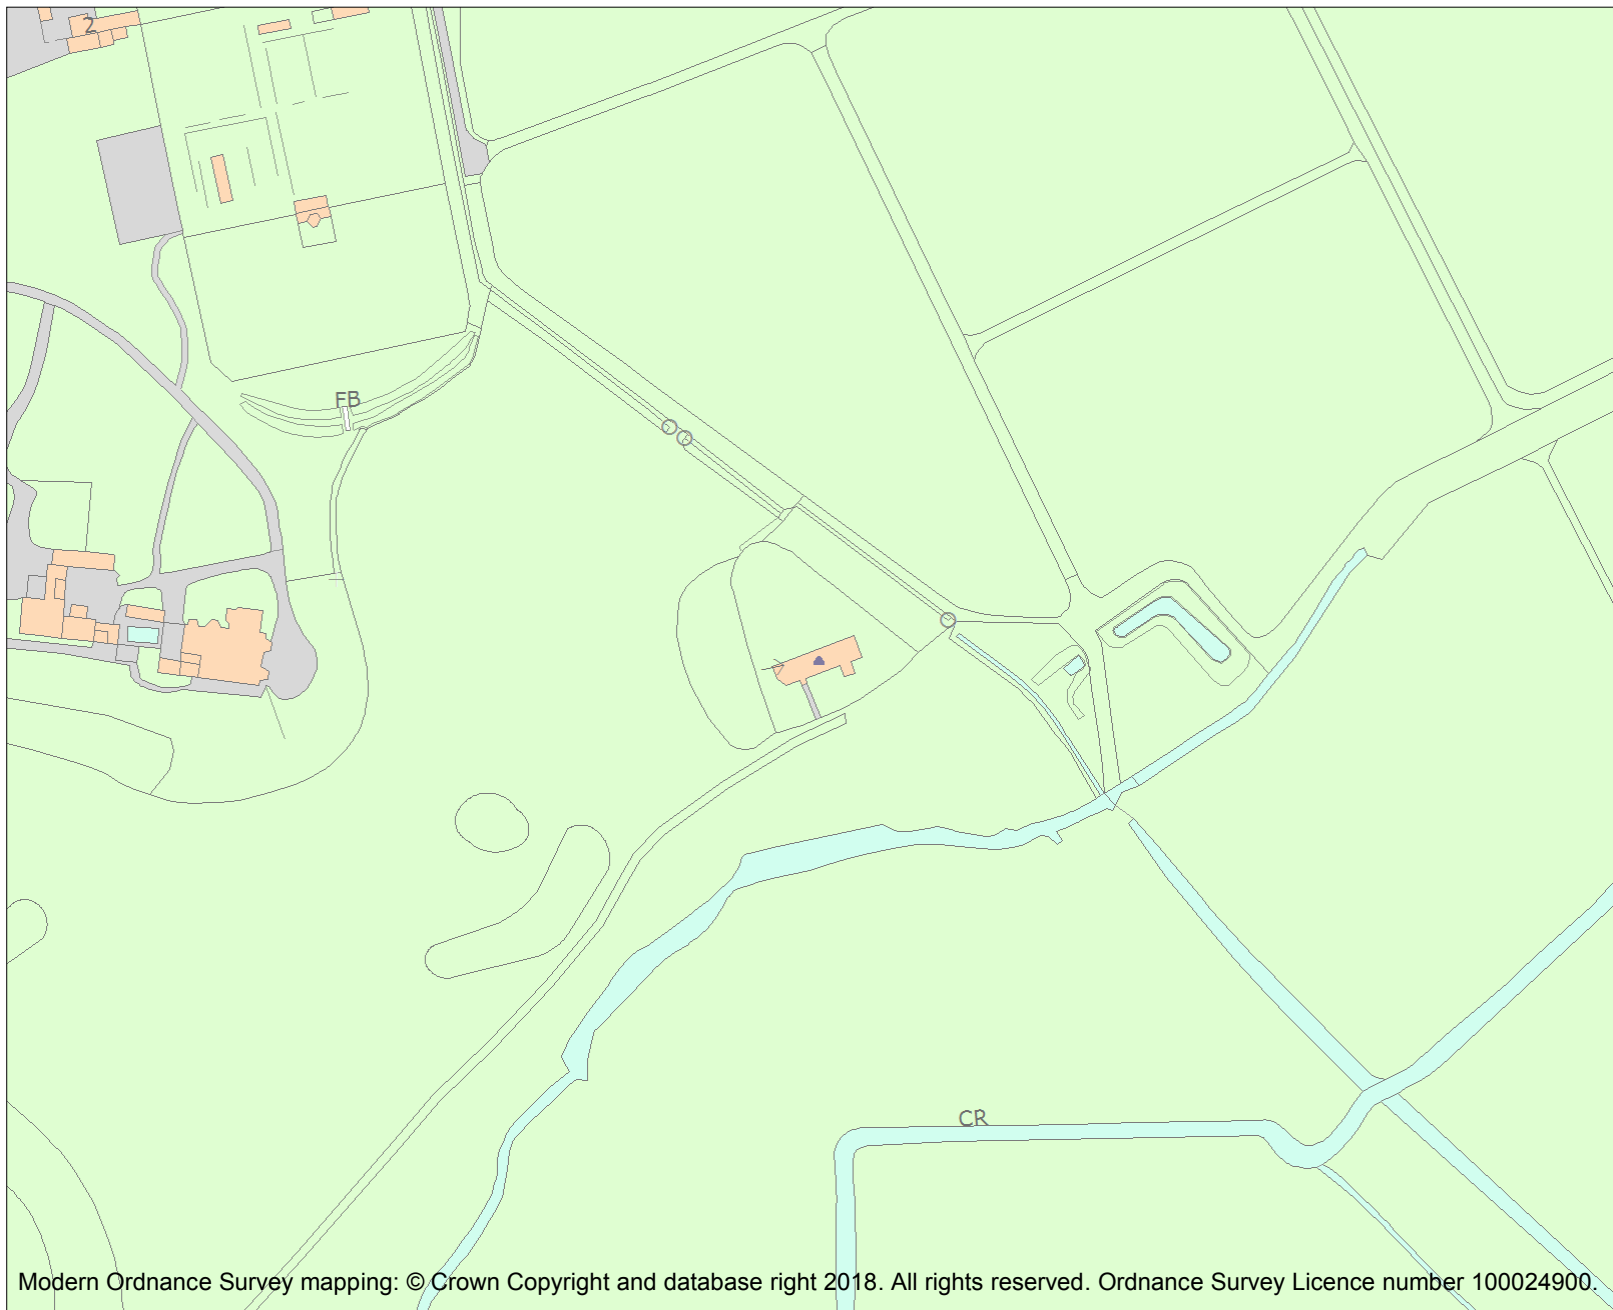 2
FB
CR
Modern Ordnance Survey mapping: © Crown Copyright and database right 2018. All rights reserved. Ordnance Survey Licence number 100024900.